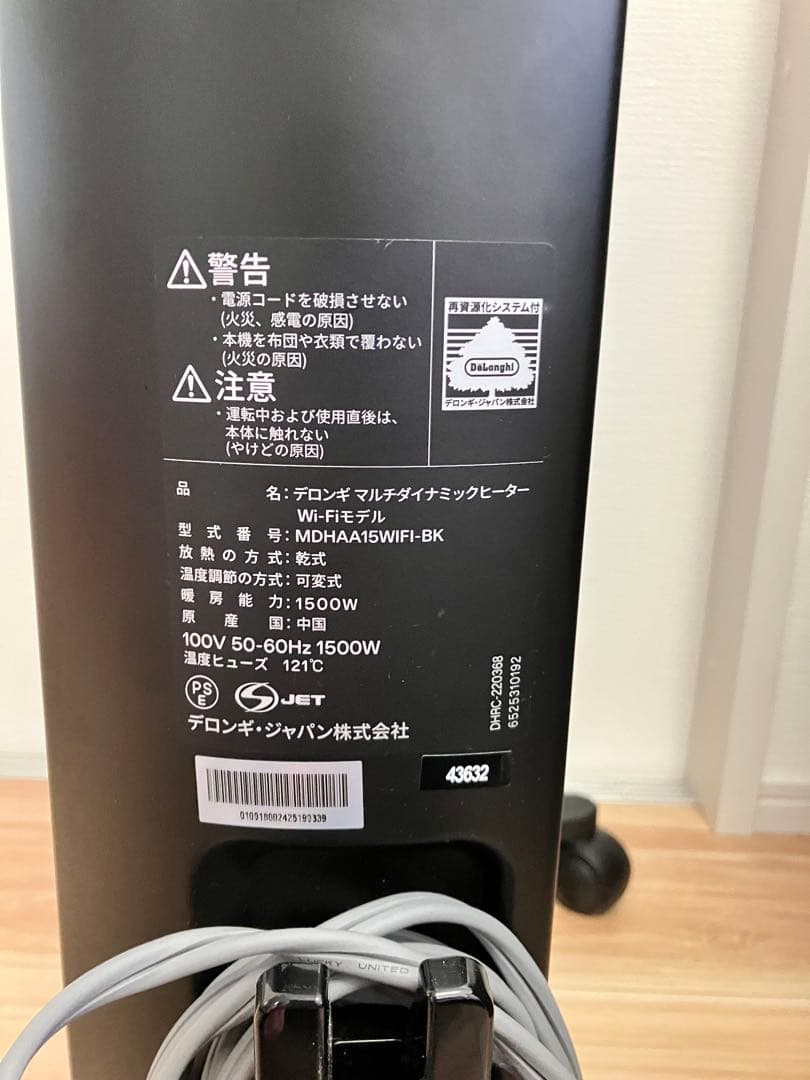 警告
・電源コードを破損させない
(火災、感電の原因)
・本機を布団や衣類で覆わない
(火災の原因)
注意
・運転中および使用直後は、
本体に触れない
(やけどの原因)
再資源化システム付
DeLonghi
デロンギ・ジャパン株式会社
品名:デロンギ マルチダイナミックヒーター
Wi-Fiモデル
型式番号:MDHAA15WIFI-BK
放熱の方式:乾式
温度調節の方式:可変式
暖房能力:1500W
原産国:中国
100V 50-60Hz 1500W
温度ヒューズ 121℃
PSE
JET
デロンギ・ジャパン株式会社
DHRC-220368
6525310192
43632
UNITED